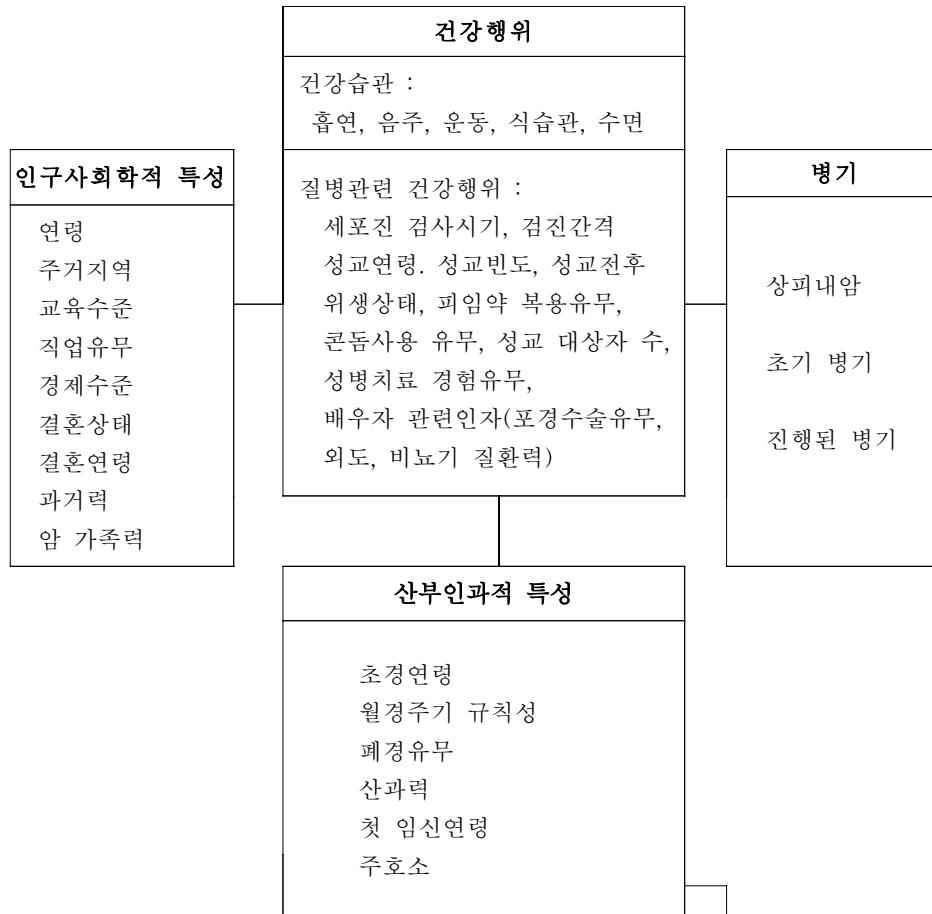 건강행위
건강습관 :
흡연, 음주, 운동, 식습관, 수면
질병관련 건강행위 :
세포진 검사시기, 검진간격
성교연령. 성교빈도, 성교전후
위생상태, 피임약 복용유무,
콘돔사용 유무, 성교 대상자 수,
성병치료 경험유무,
배우자 관련인자(포경수술유무,
외도, 비뇨기 질환력)
인구사회학적 특성
연령
주거지역
교육수준
직업유무
경제수준
결혼상태
결혼연령
과거력
암 가족력
병기
상피내암
초기 병기
진행된 병기
산부인과적 특성
초경연령
월경주기 규칙성
폐경유무
산과력
첫 임신연령
주호소